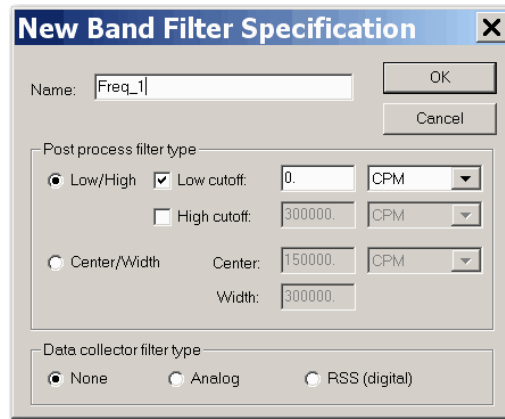 New Band Filter Specification
Name: Freq_1 OK
Cancel
Post process filter type
Low/High Low cutoff: 0. CPM
High cutoff: 300000. CPM
Center/Width Center: 150000. CPM
Width: 300000.
Data collector filter type
None Analog RSS (digital)